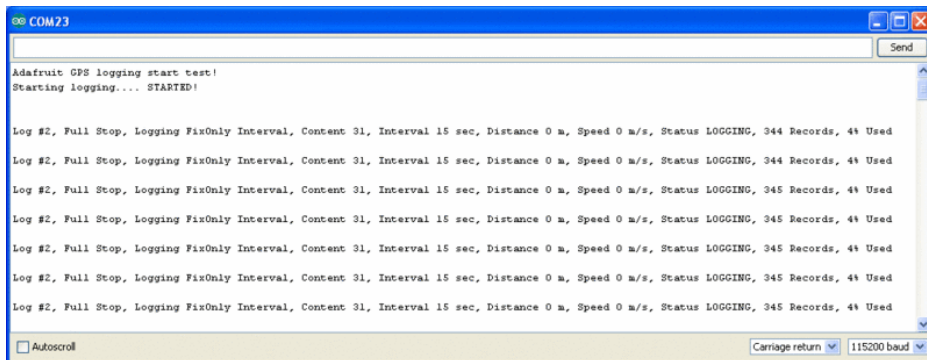 COM23
Send
Adafruit GPS logging start test!
Starting logging.... STARTED!
Log #2, Full Stop, Logging FixOnly Interval, Content 31, Interval 15 sec, Distance 0 m, Speed 0 m/s, Status LOGGING, 344 Records, 4% Used
Log #2, Full Stop, Logging FixOnly Interval, Content 31, Interval 15 sec, Distance 0 m, Speed 0 m/s, Status LOGGING, 344 Records, 4% Used
Log #2, Full Stop, Logging FixOnly Interval, Content 31, Interval 15 sec, Distance 0 m, Speed 0 m/s, Status LOGGING, 345 Records, 4% Used
Log #2, Full Stop, Logging FixOnly Interval, Content 31, Interval 15 sec, Distance 0 m, Speed 0 m/s, Status LOGGING, 345 Records, 4% Used
Log #2, Full Stop, Logging FixOnly Interval, Content 31, Interval 15 sec, Distance 0 m, Speed 0 m/s, Status LOGGING, 345 Records, 4% Used
Log #2, Full Stop, Logging FixOnly Interval, Content 31, Interval 15 sec, Distance 0 m, Speed 0 m/s, Status LOGGING, 345 Records, 4% Used
Log #2, Full Stop, Logging FixOnly Interval, Content 31, Interval 15 sec, Distance 0 m, Speed 0 m/s, Status LOGGING, 345 Records, 4% Used
Autoscroll
Carriage return
115200 baud